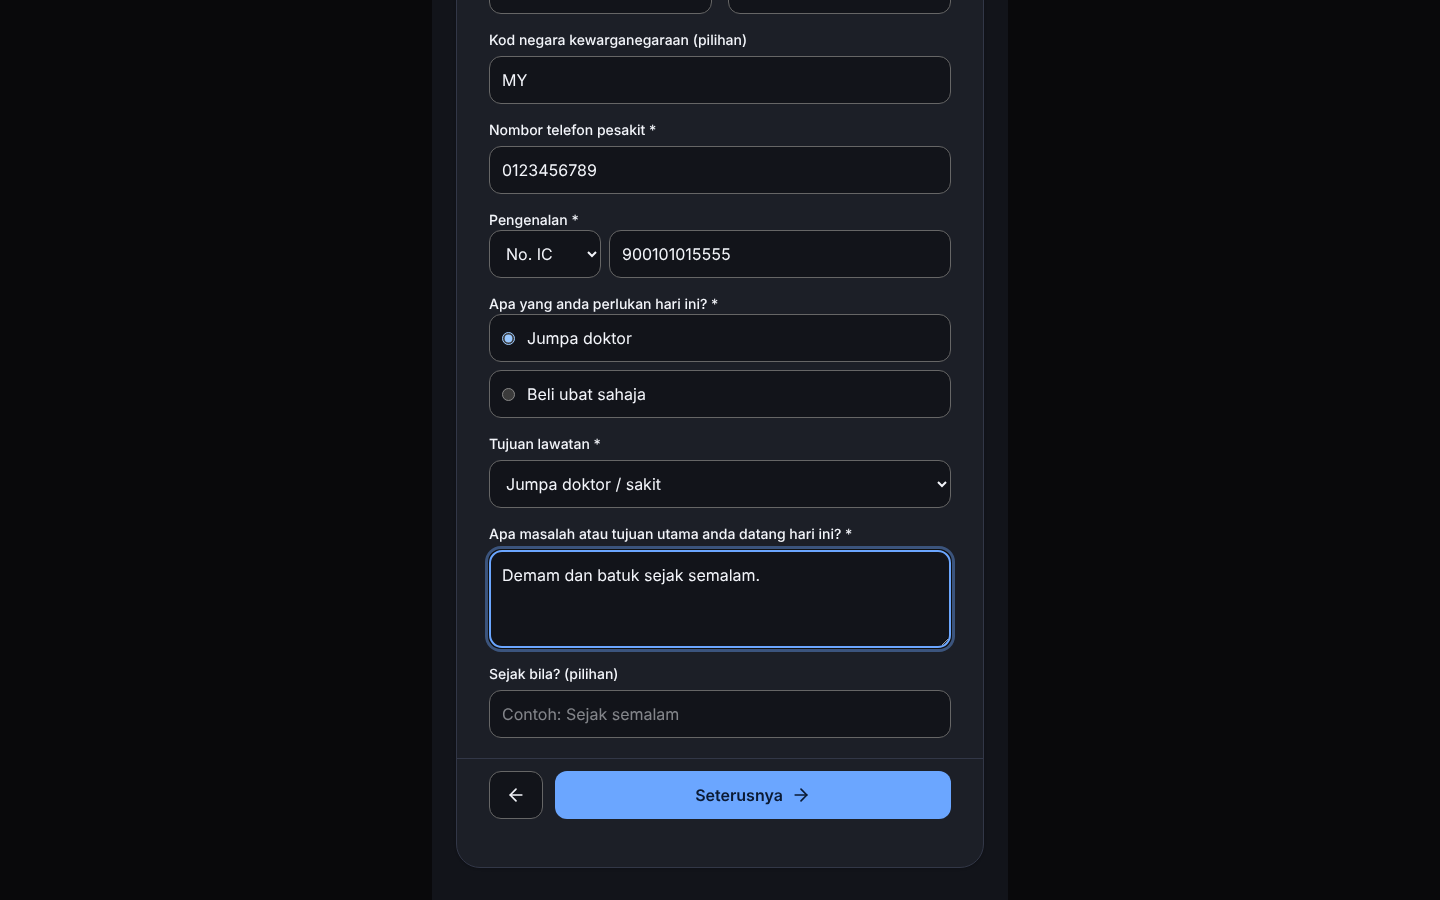 Kod negara kewarganegaraan (pilihan)
MY
Nombor telefon pesakit *
0123456789
Pengenalan *
No. IC
900101015555
Apa yang anda perlukan hari ini? *
Jumpa doktor
Beli ubat sahaja
Tujuan lawatan *
Jumpa doktor / sakit
Apa masalah atau tujuan utama anda datang hari ini? *
Demam dan batuk sejak semalam.
Sejak bila? (pilihan)
Contoh: Sejak semalam
Seterusnya